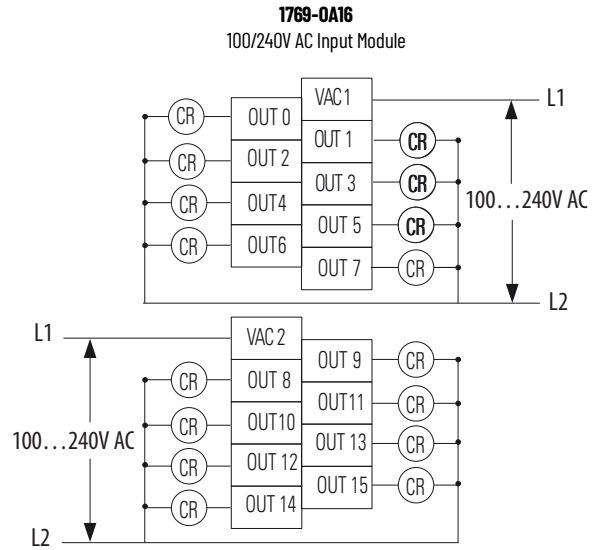 1769-OA16
100/240V AC Input Module
VAC 1
L1
CR
OUT 0
OUT 1
CR
CR
OUT 2
OUT 3
CR
100...240V AC
CR
OUT4
OUT 5
CR
CR
OUT6
OUT 7
CR
L2
L1
VAC 2
OUT 9
CR
CR
OUT 8
OUT11
CR
100...240V AC
CR
OUT10
OUT 13
CR
CR
OUT 12
OUT 15
CR
CR
OUT 14
L2